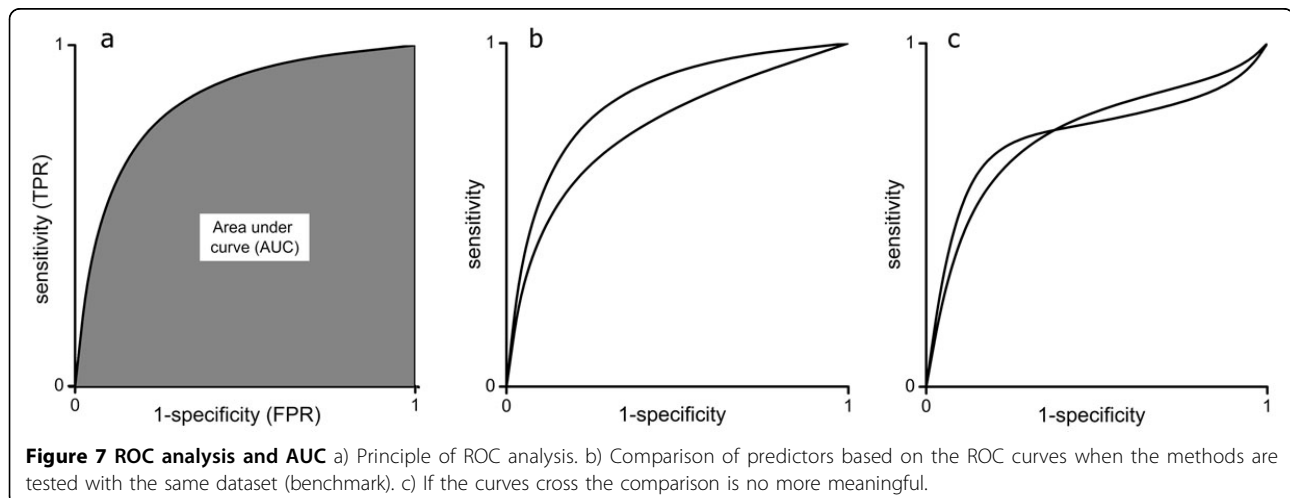 a
1
sensitivity (TPR)
Area under
curve (AUC)
0
0
1
1-specificity (FPR)
b
1
sensitivity
0
0
1
1-specificity
c
1
sensitivity
0
0
1
1-specificity
Figure 7 ROC analysis and AUC a) Principle of ROC analysis. b) Comparison of predictors based on the ROC curves when the methods are
tested with the same dataset (benchmark). c) If the curves cross the comparison is no more meaningful.